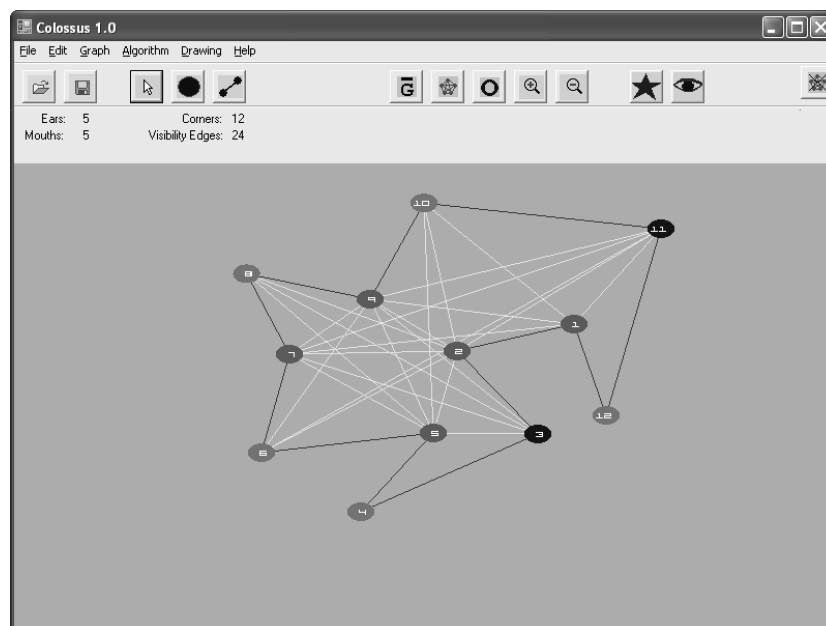 Colossus 1.0
File Edit Graph Algorithm Drawing Help
G
Ears: 5 Corners: 12
Mouths: 5 Visibility Edges: 24
10
11
8
9
1
7
2
12
5
3
6
4